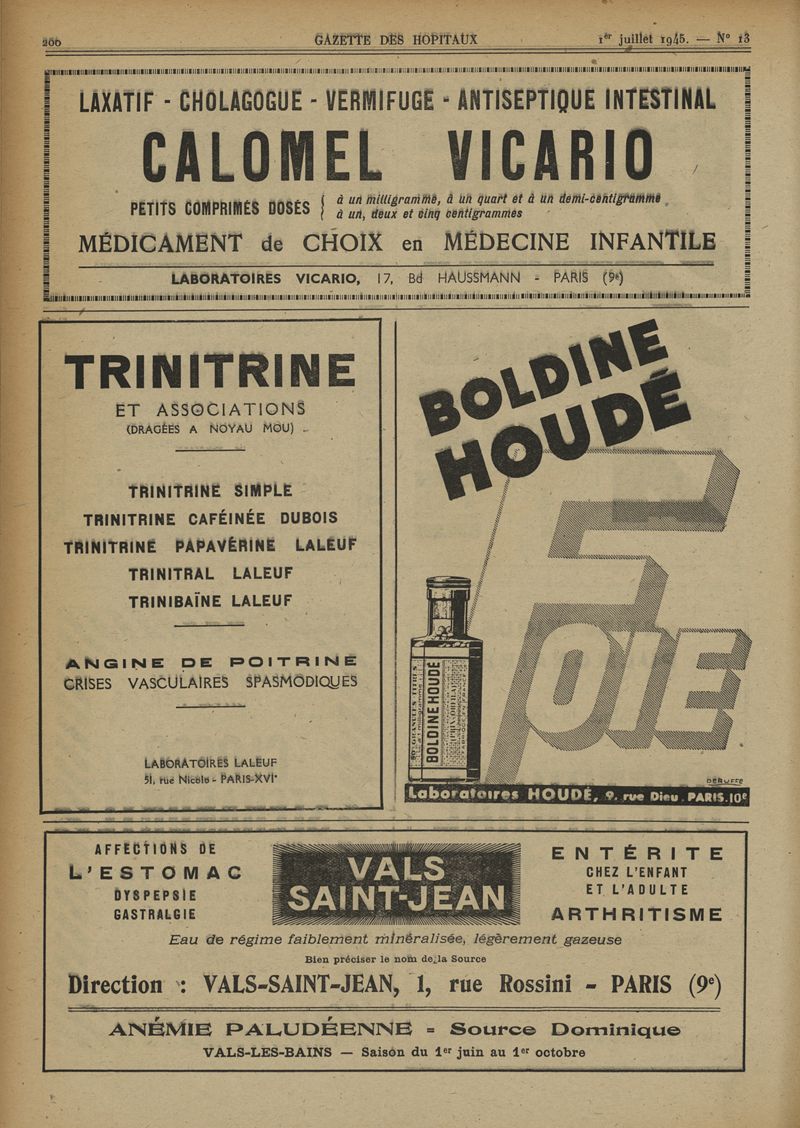 200
GAZETTE DES HOPITAUX
1er juillet 1945. — N° 13
LAXATIF - CHOLAGOGUE - VERMIFUGE - ANTISEPTIQUE INTESTINAL
CALOMEL VICARIO
PETITS COMPRIMÉS DOSÉS
à un milligramme, à un quart et à un demi-centigramme
à un, deux et cinq centigrammes
MÉDICAMENT de CHOIX en MÉDECINE INFANTILE
LABORATOIRES VICARIO, 17, Bd HAUSSMANN - PARIS (9e)
TRINITRINE
ET ASSOCIATIONS
(DRAGÉES A NOYAU MOU)
TRINITRINE SIMPLE
TRINITRINE CAFÉINÉE DUBOIS
TRINITRINE PAPAVÉRINE LALEUF
TRINITRAL LALEUF
TRINIBAÏNE LALEUF
ANGINE DE POITRINE
CRISES VASCULAIRES SPASMODIQUES
LABORATOIRES LALEUF
51, rue Nicolo - PARIS-XVIe
BOLDINE
HOUDÉ
FOIE
BOLDINE HOUDÉ
DERUFFE
Laboratoires HOUDÉ, 9, rue Dieu. PARIS.10e
AFFECTIONS DE
L'ESTOMAC
DYSPEPSIE
GASTRALGIE
VALS
SAINT-JEAN
ENTÉRITE
CHEZ L'ENFANT
ET L'ADULTE
ARTHRITISME
Eau de régime faiblement minéralisée, légèrement gazeuse
Bien préciser le nom de la Source
Direction : VALS-SAINT-JEAN, 1, rue Rossini - PARIS (9e)
ANÉMIE PALUDÉENNE = Source Dominique
VALS-LES-BAINS — Saison du 1er juin au 1er octobre